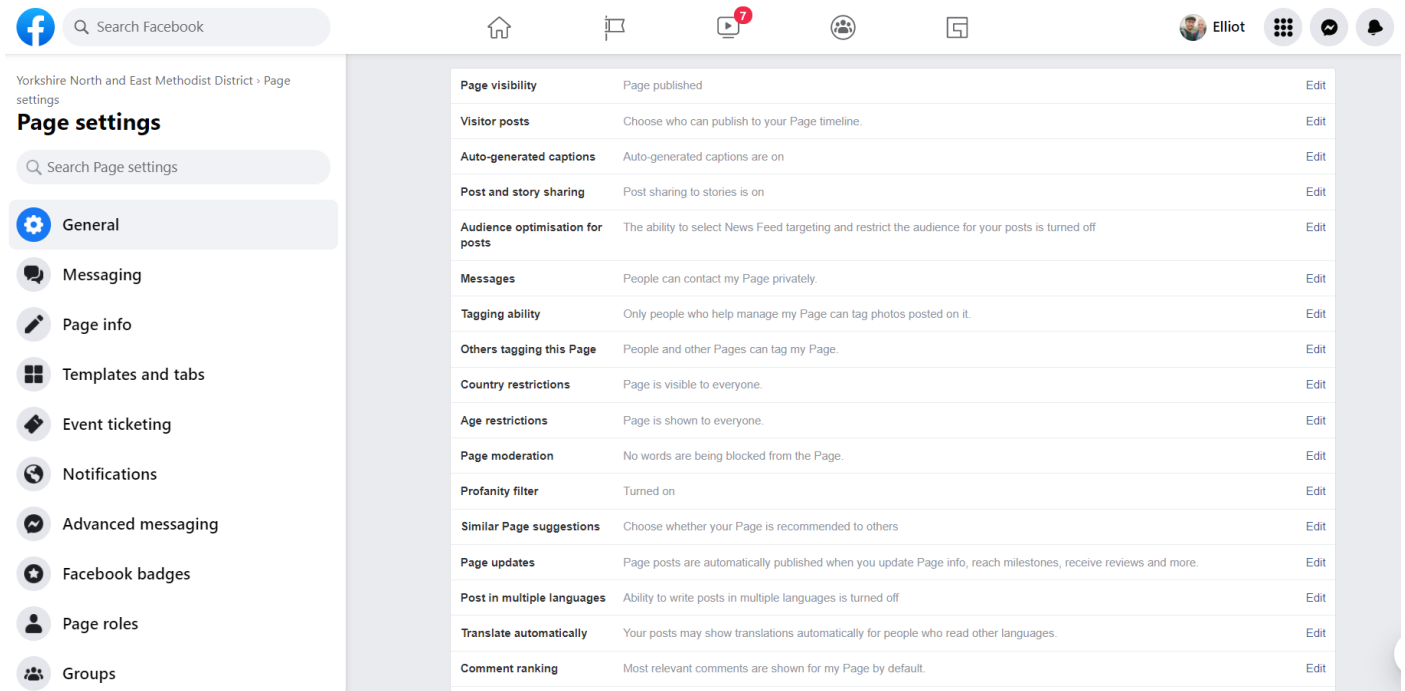 Search Facebook
7
Elliot
Yorkshire North and East Methodist District › Page
settings
Page settings
Search Page settings
General
Messaging
Page info
Templates and tabs
Event ticketing
Notifications
Advanced messaging
Facebook badges
Page roles
Groups
Page visibility Page published Edit
Visitor posts Choose who can publish to your Page timeline. Edit
Auto-generated captions Auto-generated captions are on Edit
Post and story sharing Post sharing to stories is on Edit
Audience optimisation for The ability to select News Feed targeting and restrict the audience for your posts is turned off Edit
posts
Messages People can contact my Page privately. Edit
Tagging ability Only people who help manage my Page can tag photos posted on it. Edit
Others tagging this Page People and other Pages can tag my Page. Edit
Country restrictions Page is visible to everyone. Edit
Age restrictions Page is shown to everyone. Edit
Page moderation No words are being blocked from the Page. Edit
Profanity filter Turned on Edit
Similar Page suggestions Choose whether your Page is recommended to others Edit
Page updates Page posts are automatically published when you update Page info, reach milestones, receive reviews and more. Edit
Post in multiple languages Ability to write posts in multiple languages is turned off Edit
Translate automatically Your posts may show translations automatically for people who read other languages. Edit
Comment ranking Most relevant comments are shown for my Page by default. Edit